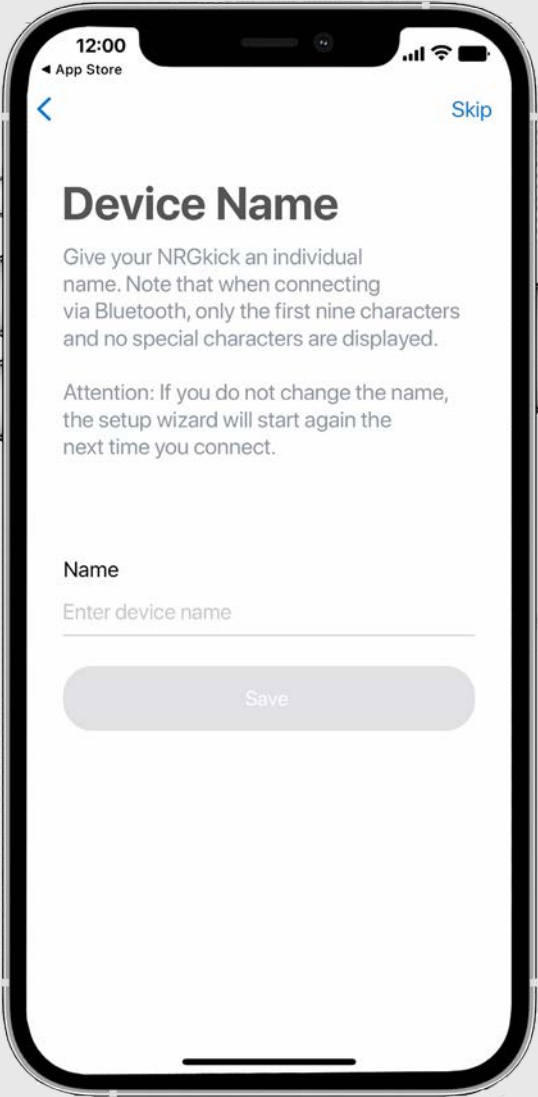 12:00
◀ App Store
Skip
Device Name
Give your NRGkick an individual
name. Note that when connecting
via Bluetooth, only the first nine characters
and no special characters are displayed.
Attention: If you do not change the name,
the setup wizard will start again the
next time you connect.
Name
Enter device name
Save